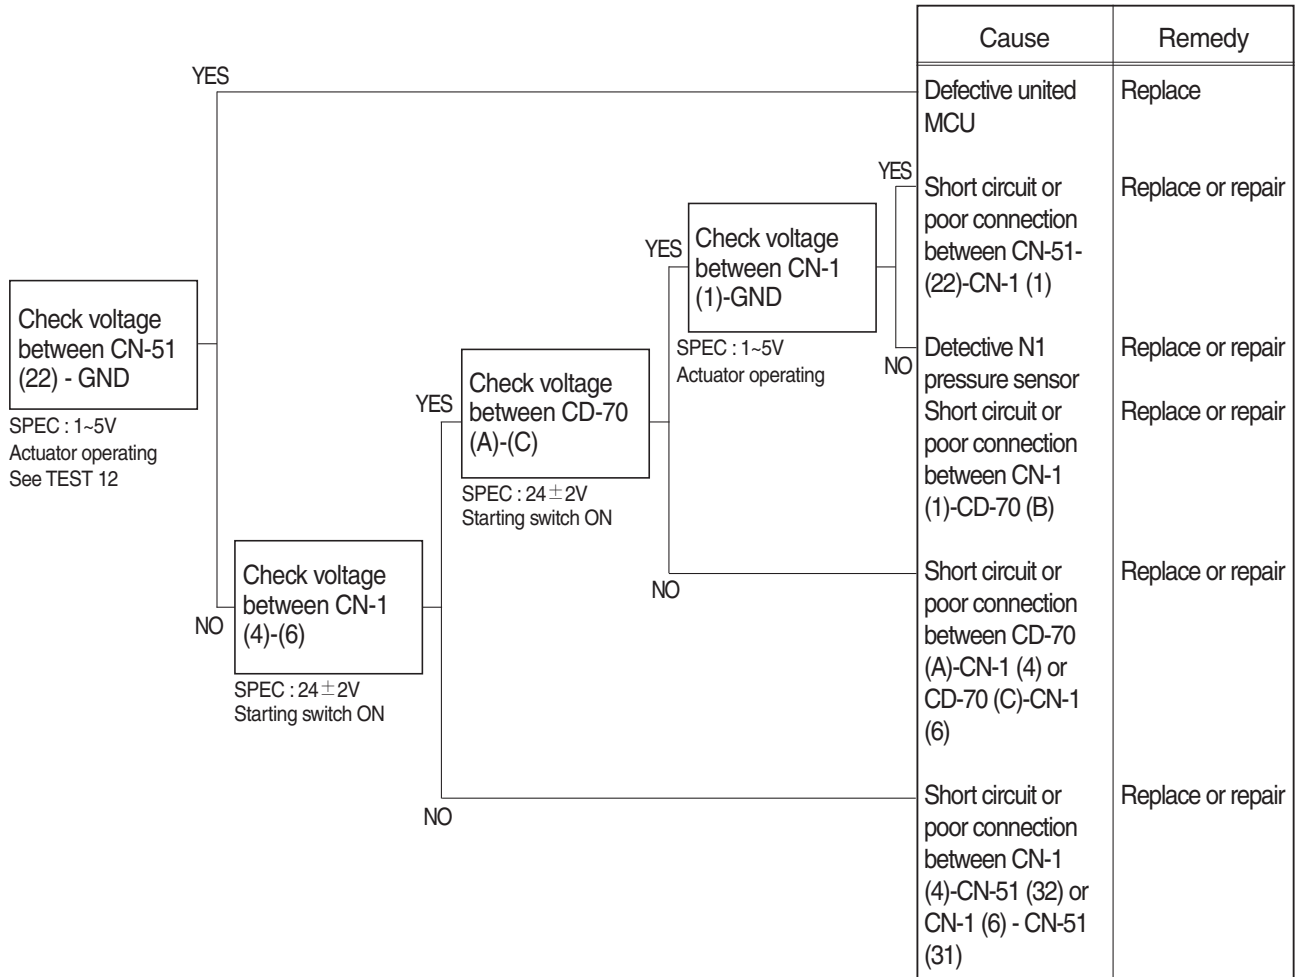 Cause
Remedy
YES
Defective united
MCU
Replace
YES
Short circuit or
poor connection
between CN-51-
(22)-CN-1 (1)
Replace or repair
YES
Check voltage
between CN-1
(1)-GND
SPEC : 1~5V
Actuator operating
NO
Detective N1
pressure sensor
Replace or repair
Short circuit or
poor connection
between CN-1
(1)-CD-70 (B)
Replace or repair
Check voltage
between CN-51
(22) - GND
SPEC : 1~5V
Actuator operating
See TEST 12
YES
Check voltage
between CD-70
(A)-(C)
SPEC : 24±2V
Starting switch ON
NO
Short circuit or
poor connection
between CD-70
(A)-CN-1 (4) or
CD-70 (C)-CN-1
(6)
Replace or repair
NO
Check voltage
between CN-1
(4)-(6)
SPEC : 24±2V
Starting switch ON
NO
Short circuit or
poor connection
between CN-1
(4)-CN-51 (32) or
CN-1 (6) - CN-51
(31)
Replace or repair